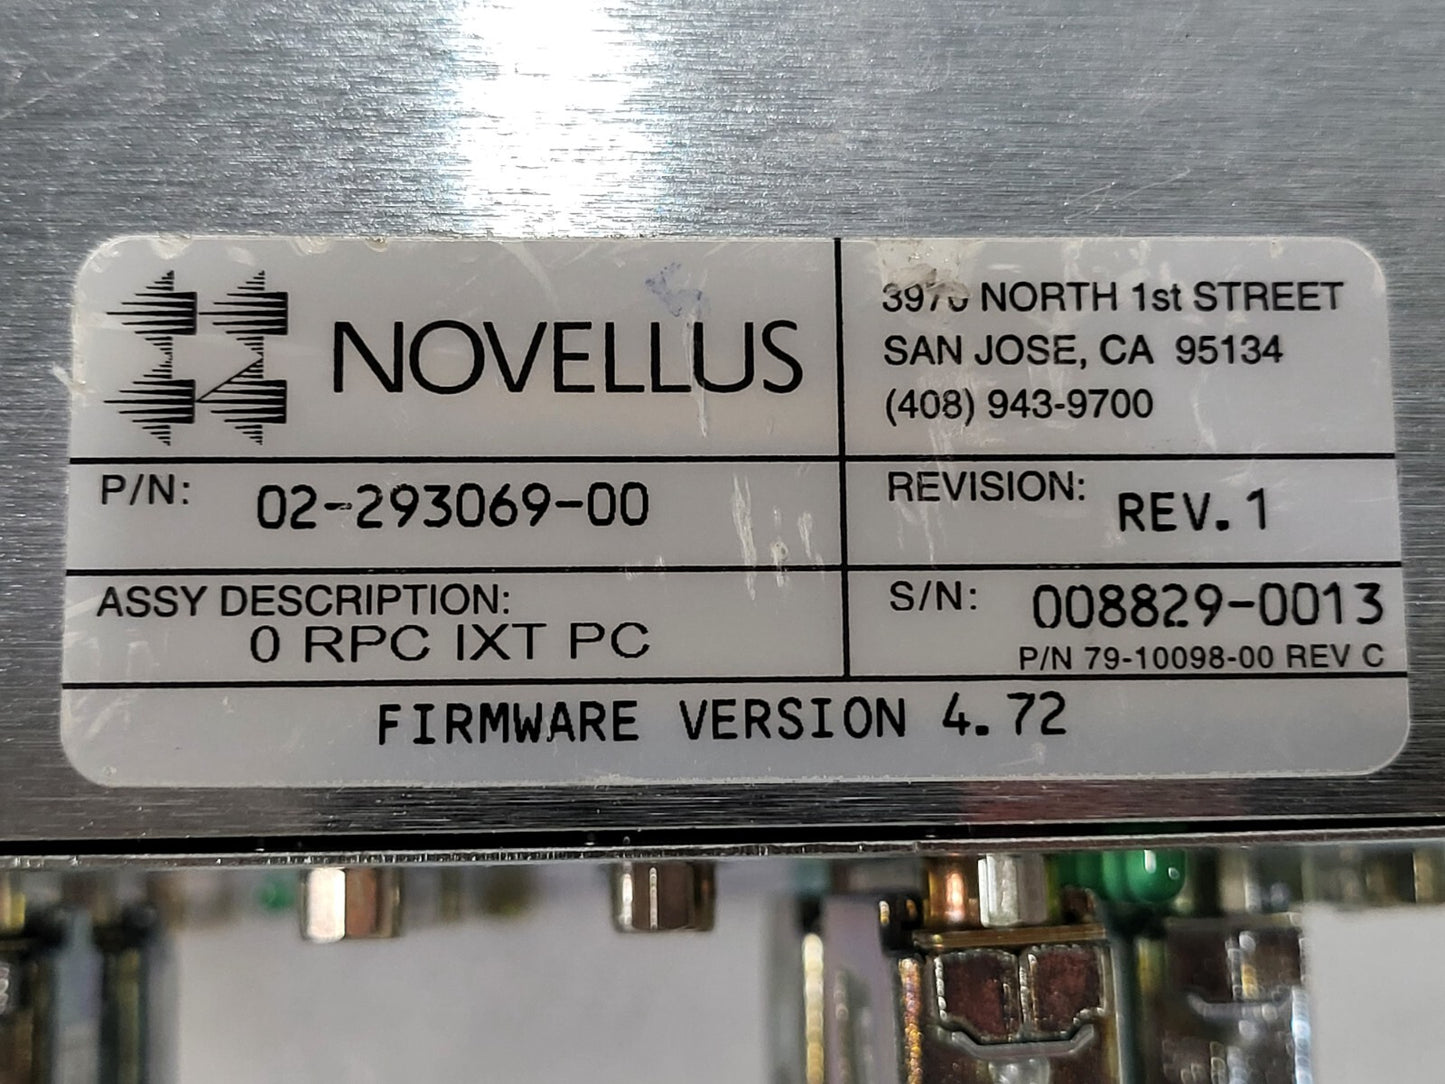 NOVELLUS
3970 NORTH 1st STREET
SAN JOSE, CA 95134
(408) 943-9700
P/N: 02-293069-00
REVISION: REV. 1
ASSY DESCRIPTION:
0 RPC IXT PC
S/N: 008829-0013
P/N 79-10098-00 REV C
FIRMWARE VERSION 4.72